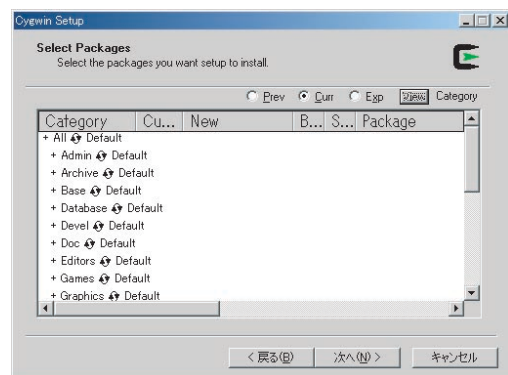 Cygwin Setup
Select Packages
Select the packages you want setup to install.
Prev Curr Exp View Category
Category Cu... New B... S... Package
+ All Default
+ Admin Default
+ Archive Default
+ Base Default
+ Database Default
+ Devel Default
+ Doc Default
+ Editors Default
+ Games Default
+ Graphics Default
< 戻る(B) 次へ(N) > キャンセル